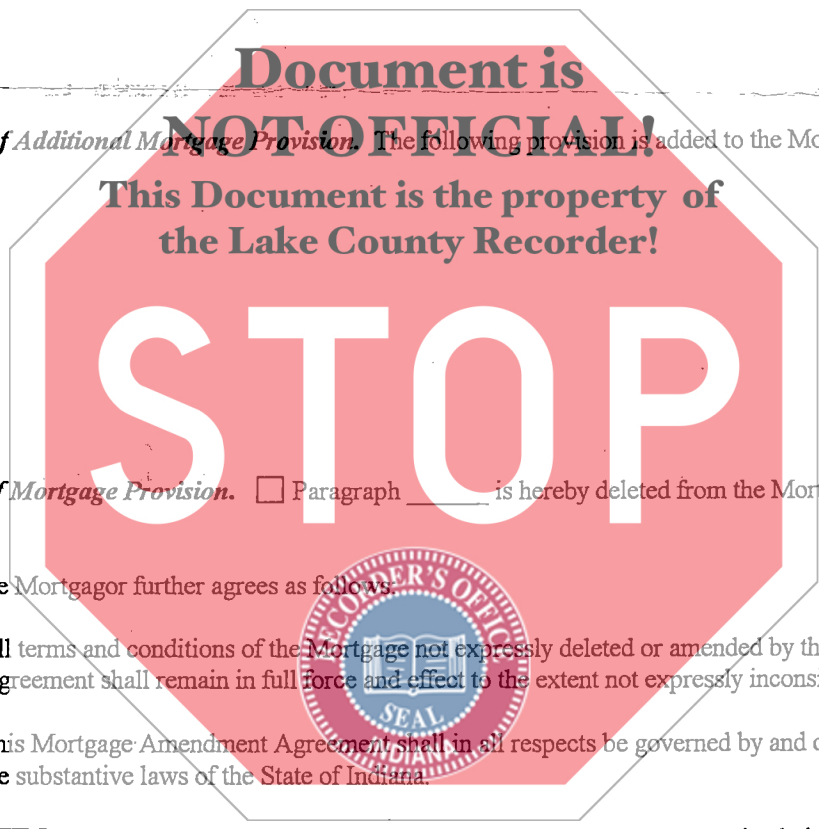 Document is
NOT OFFICIAL!
This Document is the property of
the Lake County Recorder!
f Additional Mortgage Provision. The following provision is added to the Mo
STOP
f Mortgage Provision. Paragraph ______ is hereby deleted from the Mort
e Mortgagor further agrees as follows:
ll terms and conditions of the Mortgage not expressly deleted or amended by th
greement shall remain in full force and effect to the extent not expressly inconsi
his Mortgage Amendment Agreement shall in all respects be governed by and c
e substantive laws of the State of Indiana.
RECORDER'S OFFICE
SEAL
INDIANA